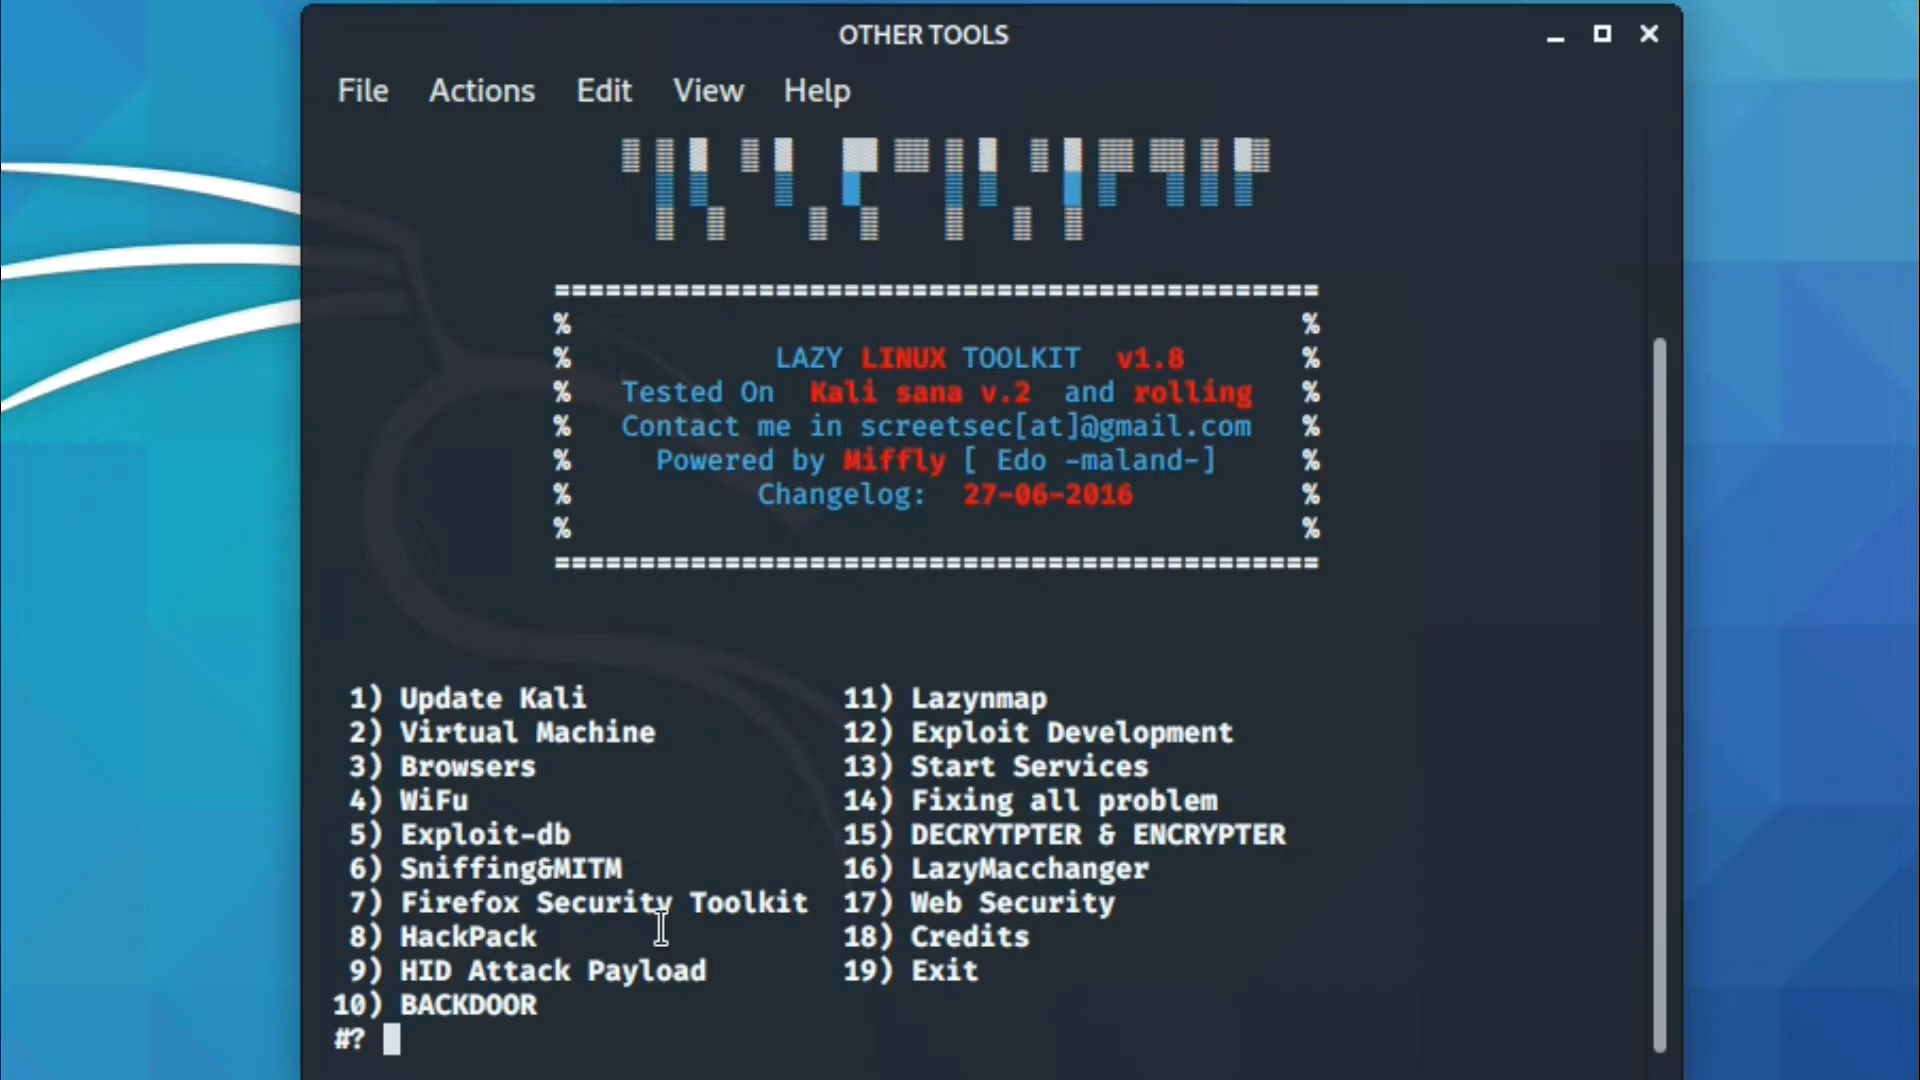 OTHER TOOLS
File Actions Edit View Help
============================================
% %
% LAZY LINUX TOOLKIT v1.8 %
% Tested On Kali sana v.2 and rolling %
% Contact me in screetsec[at]@gmail.com %
% Powered by Miffly [ Edo -maland-] %
% Changelog: 27-06-2016 %
% %
============================================
1) Update Kali 11) Lazynmap
2) Virtual Machine 12) Exploit Development
3) Browsers 13) Start Services
4) WiFu 14) Fixing all problem
5) Exploit-db 15) DECRYTPTER & ENCRYPTER
6) Sniffing&MITM 16) LazyMacchanger
7) Firefox Security Toolkit 17) Web Security
8) HackPack 18) Credits
9) HID Attack Payload 19) Exit
10) BACKDOOR
#?